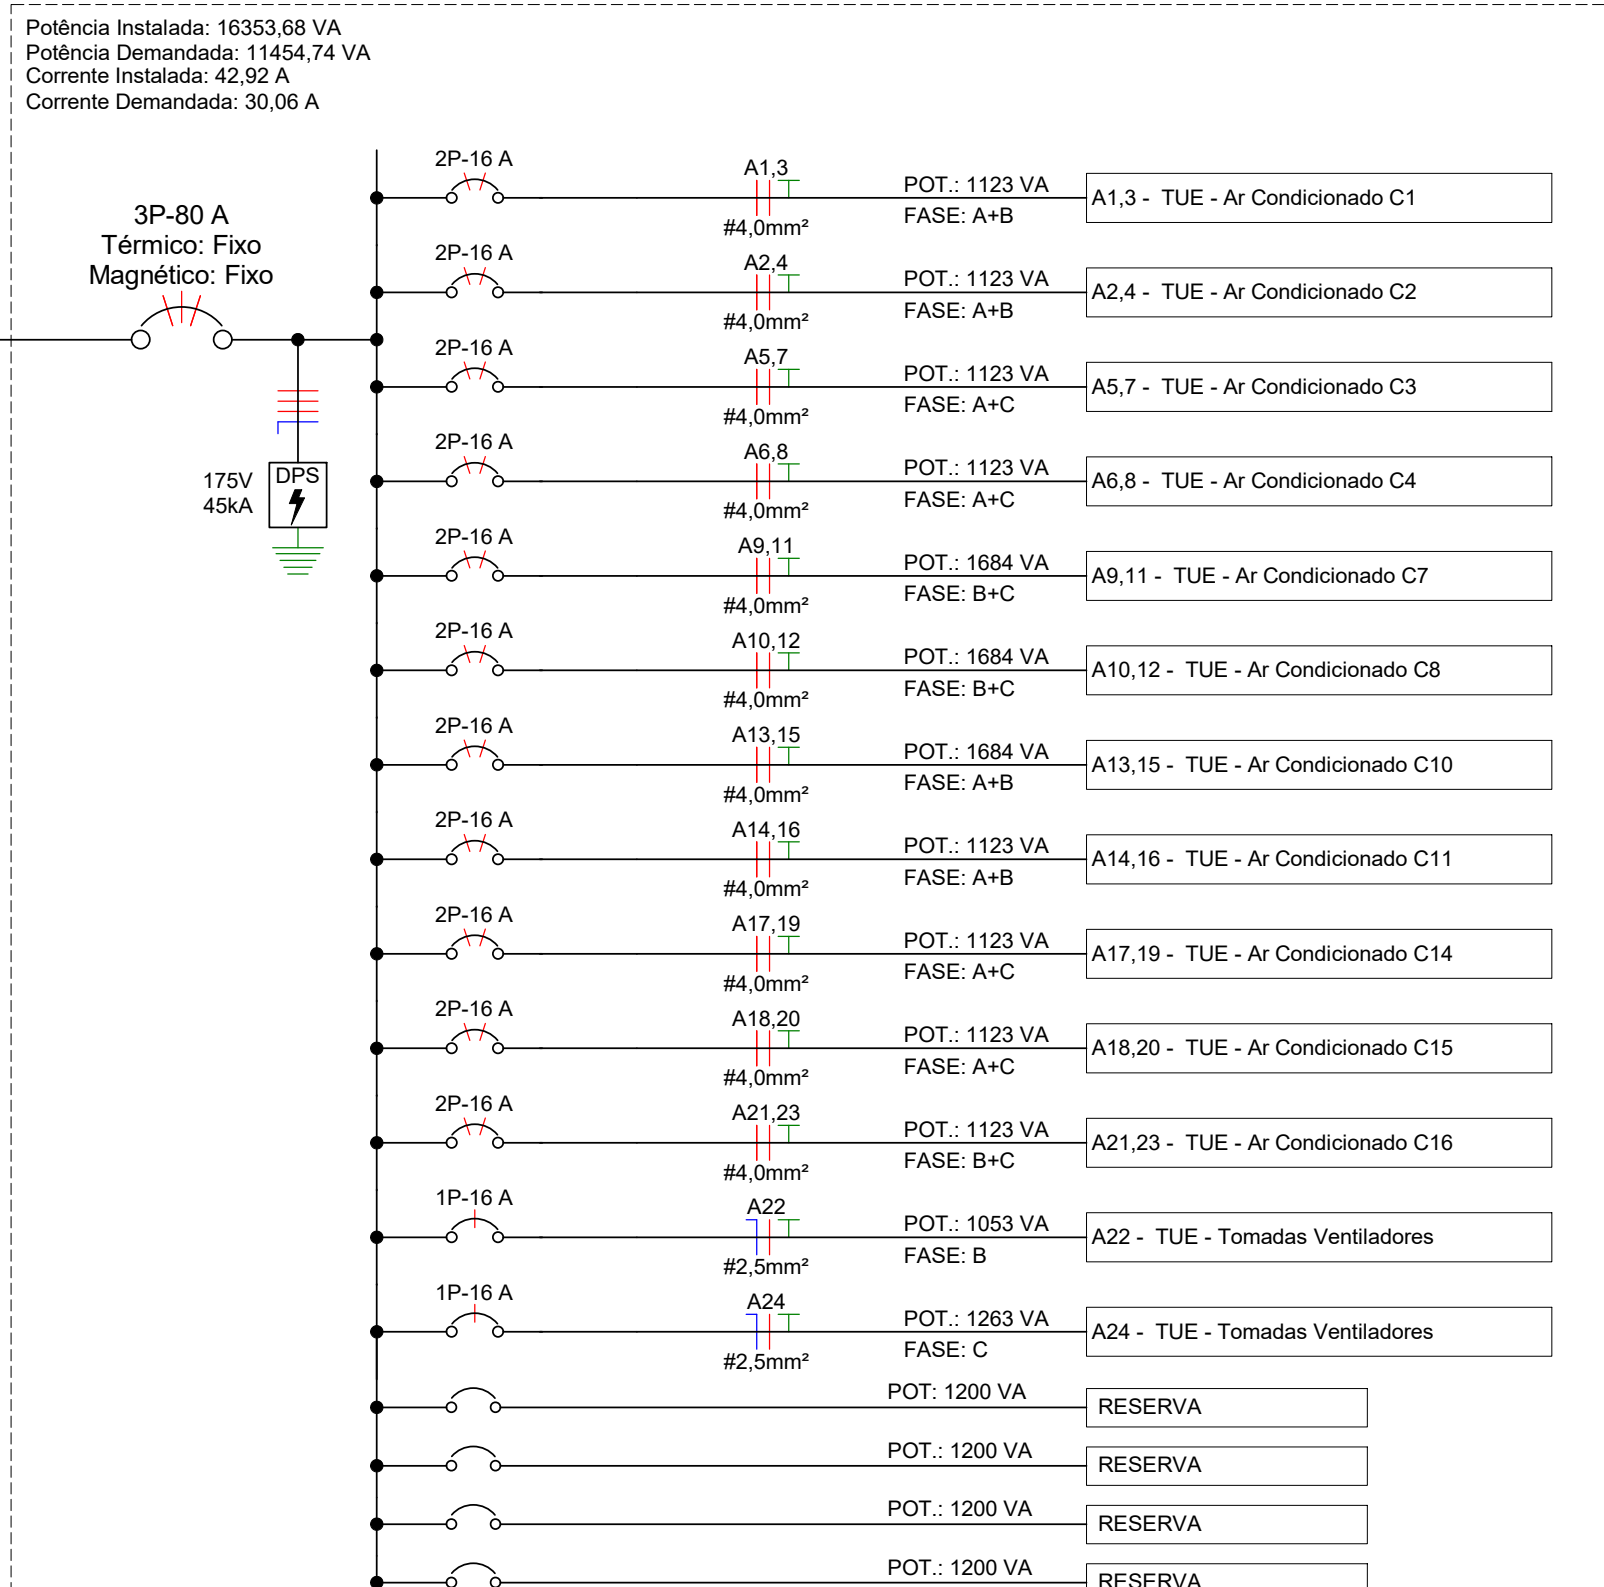 Potência Instalada: 16353,68 VA
Potência Demandada: 11454,74 VA
Corrente Instalada: 42,92 A
Corrente Demandada: 30,06 A
3P-80 A
Térmico: Fixo
Magnético: Fixo
175V
45kA
DPS
2P-16 A
A1,3
#4,0mm²
POT.: 1123 VA
FASE: A+B
A1,3 - TUE - Ar Condicionado C1
2P-16 A
A2,4
#4,0mm²
POT.: 1123 VA
FASE: A+B
A2,4 - TUE - Ar Condicionado C2
2P-16 A
A5,7
#4,0mm²
POT.: 1123 VA
FASE: A+C
A5,7 - TUE - Ar Condicionado C3
2P-16 A
A6,8
#4,0mm²
POT.: 1123 VA
FASE: A+C
A6,8 - TUE - Ar Condicionado C4
2P-16 A
A9,11
#4,0mm²
POT.: 1684 VA
FASE: B+C
A9,11 - TUE - Ar Condicionado C7
2P-16 A
A10,12
#4,0mm²
POT.: 1684 VA
FASE: B+C
A10,12 - TUE - Ar Condicionado C8
2P-16 A
A13,15
#4,0mm²
POT.: 1684 VA
FASE: A+B
A13,15 - TUE - Ar Condicionado C10
2P-16 A
A14,16
#4,0mm²
POT.: 1123 VA
FASE: A+B
A14,16 - TUE - Ar Condicionado C11
2P-16 A
A17,19
#4,0mm²
POT.: 1123 VA
FASE: A+C
A17,19 - TUE - Ar Condicionado C14
2P-16 A
A18,20
#4,0mm²
POT.: 1123 VA
FASE: A+C
A18,20 - TUE - Ar Condicionado C15
2P-16 A
A21,23
#4,0mm²
POT.: 1123 VA
FASE: B+C
A21,23 - TUE - Ar Condicionado C16
1P-16 A
A22
#2,5mm²
POT.: 1053 VA
FASE: B
A22 - TUE - Tomadas Ventiladores
1P-16 A
A24
#2,5mm²
POT.: 1263 VA
FASE: C
A24 - TUE - Tomadas Ventiladores
POT: 1200 VA
RESERVA
POT.: 1200 VA
RESERVA
POT.: 1200 VA
RESERVA
POT.: 1200 VA
RESERVA